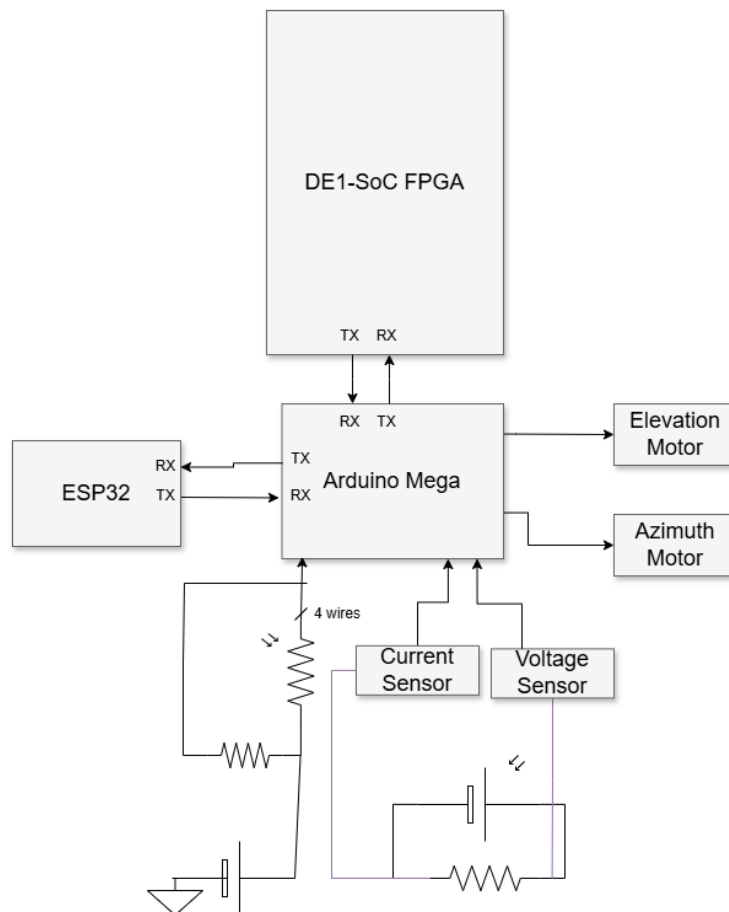 DE1-SoC FPGA
TX RX
RX TX
Elevation
Motor
RX TX
ESP32
TX RX
Arduino Mega
Azimuth
Motor
4 wires
Current
Sensor
Voltage
Sensor